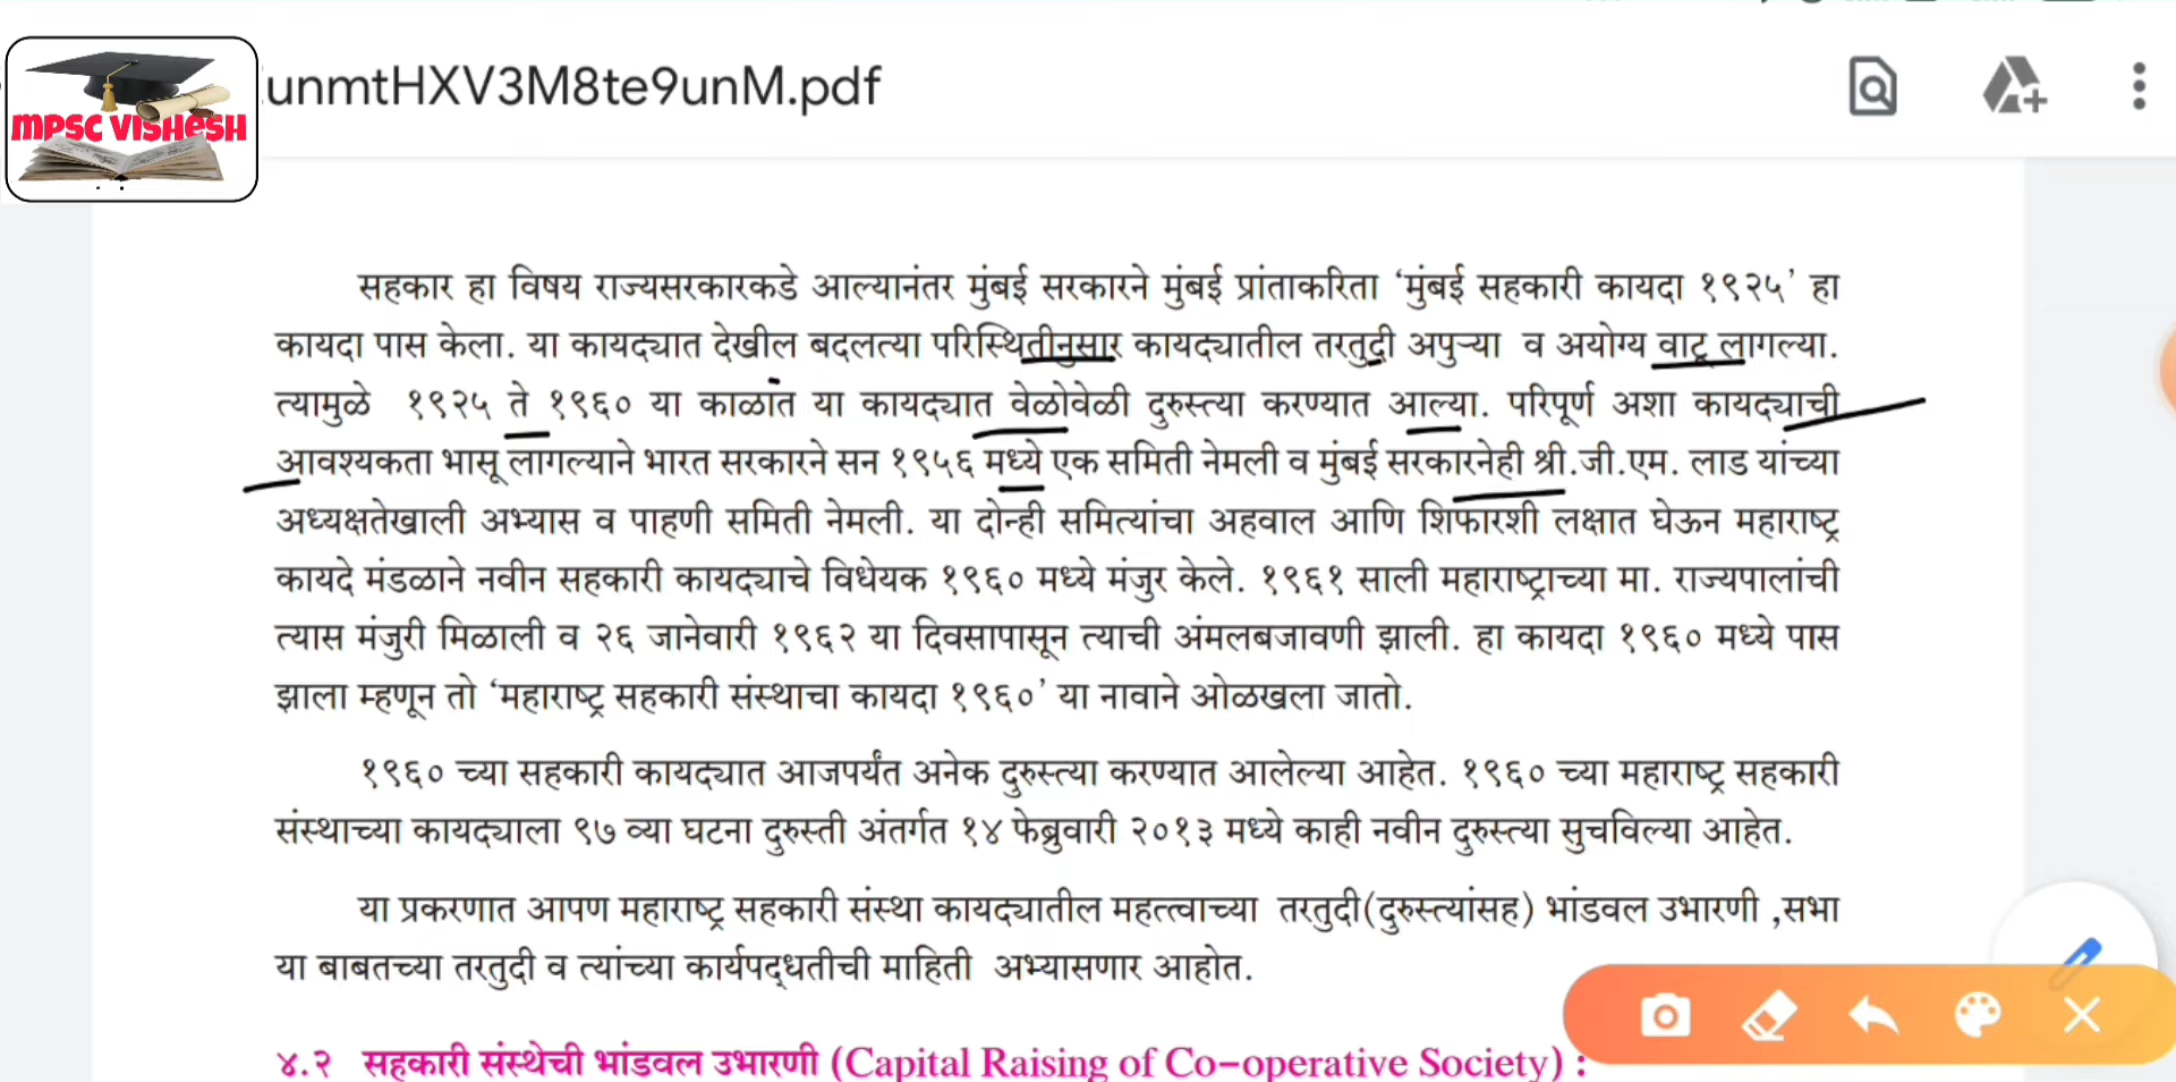 unmtHXV3M8te9unM.pdf
MPSC VISHESH
सहकार हा विषय राज्यसरकारकडे आल्यानंतर मुंबई सरकारने मुंबई प्रांताकरिता ‘मुंबई सहकारी कायदा १९२५’ हा
कायदा पास केला. या कायद्यात देखील बदलत्या परिस्थितीनुसार कायद्यातील तरतुदी अपुऱ्या व अयोग्य वाटू लागल्या.
त्यामुळे १९२५ ते १९६० या काळांत या कायद्यात वेळोवेळी दुरुस्त्या करण्यात आल्या. परिपूर्ण अशा कायद्याची
आवश्यकता भासू लागल्याने भारत सरकारने सन १९५६ मध्ये एक समिती नेमली व मुंबई सरकारनेही श्री.जी.एम. लाड यांच्या
अध्यक्षतेखाली अभ्यास व पाहणी समिती नेमली. या दोन्ही समित्यांचा अहवाल आणि शिफारशी लक्षात घेऊन महाराष्ट्र
कायदे मंडळाने नवीन सहकारी कायद्याचे विधेयक १९६० मध्ये मंजुर केले. १९६१ साली महाराष्ट्राच्या मा. राज्यपालांची
त्यास मंजुरी मिळाली व २६ जानेवारी १९६२ या दिवसापासून त्याची अंमलबजावणी झाली. हा कायदा १९६० मध्ये पास
झाला म्हणून तो ‘महाराष्ट्र सहकारी संस्थाचा कायदा १९६०’ या नावाने ओळखला जातो.
१९६० च्या सहकारी कायद्यात आजपर्यंत अनेक दुरुस्त्या करण्यात आलेल्या आहेत. १९६० च्या महाराष्ट्र सहकारी
संस्थाच्या कायद्याला ९७ व्या घटना दुरुस्ती अंतर्गत १४ फेब्रुवारी २०१३ मध्ये काही नवीन दुरुस्त्या सुचविल्या आहेत.
या प्रकरणात आपण महाराष्ट्र सहकारी संस्था कायद्यातील महत्त्वाच्या तरतुदी(दुरुस्त्यांसह) भांडवल उभारणी ,सभा
या बाबतच्या तरतुदी व त्यांच्या कार्यपद्धतीची माहिती अभ्यासणार आहोत.
४.२ सहकारी संस्थेची भांडवल उभारणी (Capital Raising of Co-operative Society) :